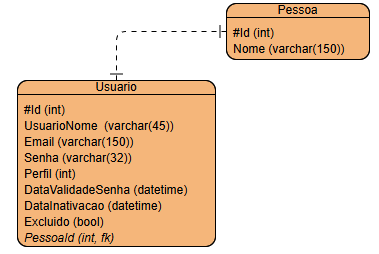 Pessoa
#Id (int)
Nome (varchar(150))
Usuario
#Id (int)
UsuarioNome (varchar(45))
Email (varchar(150))
Senha (varchar(32))
Perfil (int)
DataValidadeSenha (datetime)
DataInativacao (datetime)
Excluido (bool)
PessoaId (int, fk)